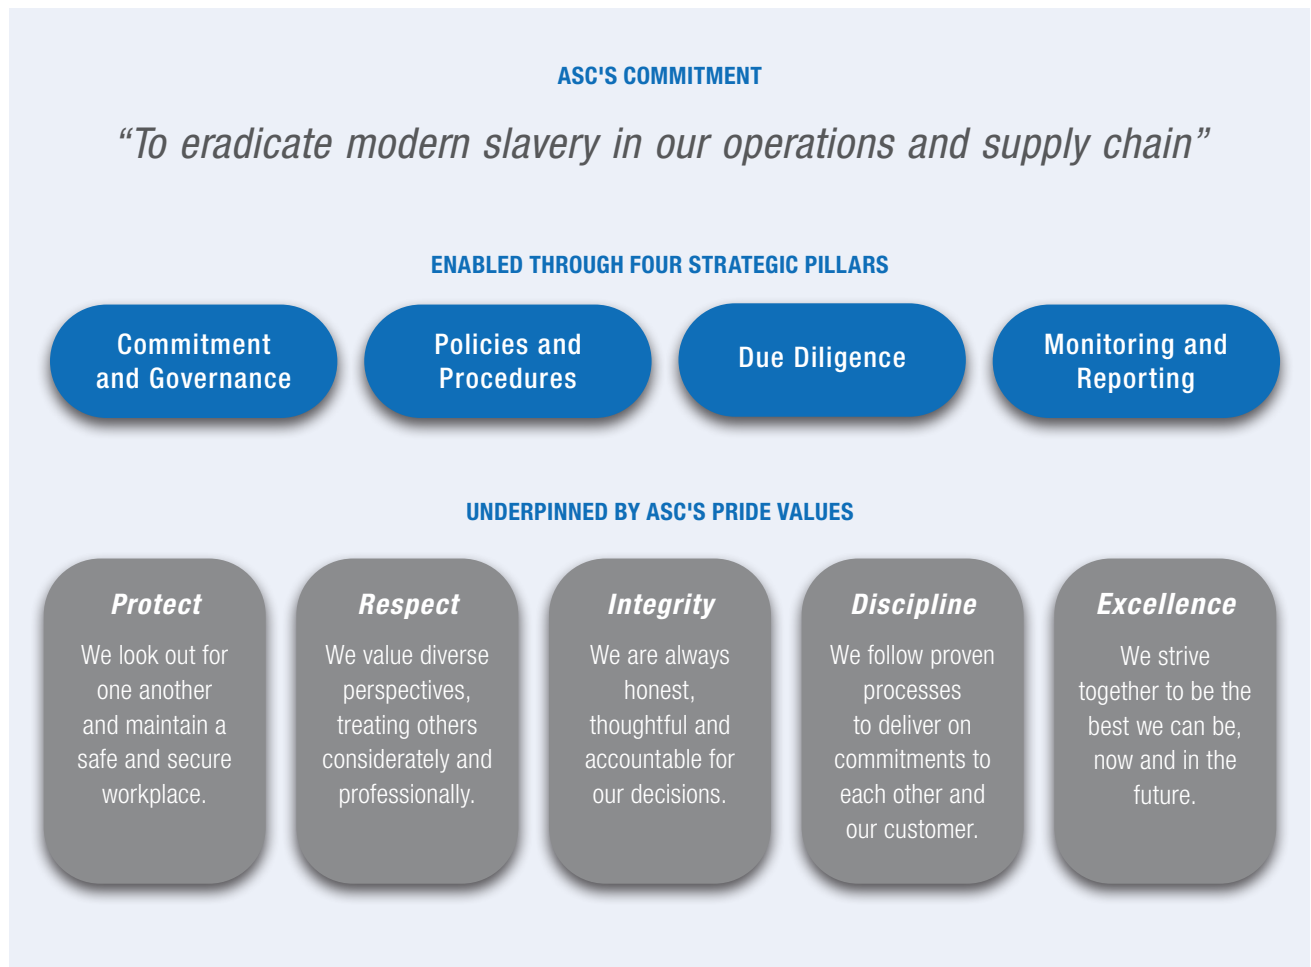 ASC'S COMMITMENT
“To eradicate modern slavery in our operations and supply chain”
ENABLED THROUGH FOUR STRATEGIC PILLARS
Commitment
and Governance
Policies and
Procedures
Due Diligence
Monitoring and
Reporting
UNDERPINNED BY ASC'S PRIDE VALUES
Protect
We look out for
one another
and maintain a
safe and secure
workplace.
Respect
We value diverse
perspectives,
treating others
considerately and
professionally.
Integrity
We are always
honest,
thoughtful and
accountable for
our decisions.
Discipline
We follow proven
processes
to deliver on
commitments to
each other and
our customer.
Excellence
We strive
together to be the
best we can be,
now and in the
future.